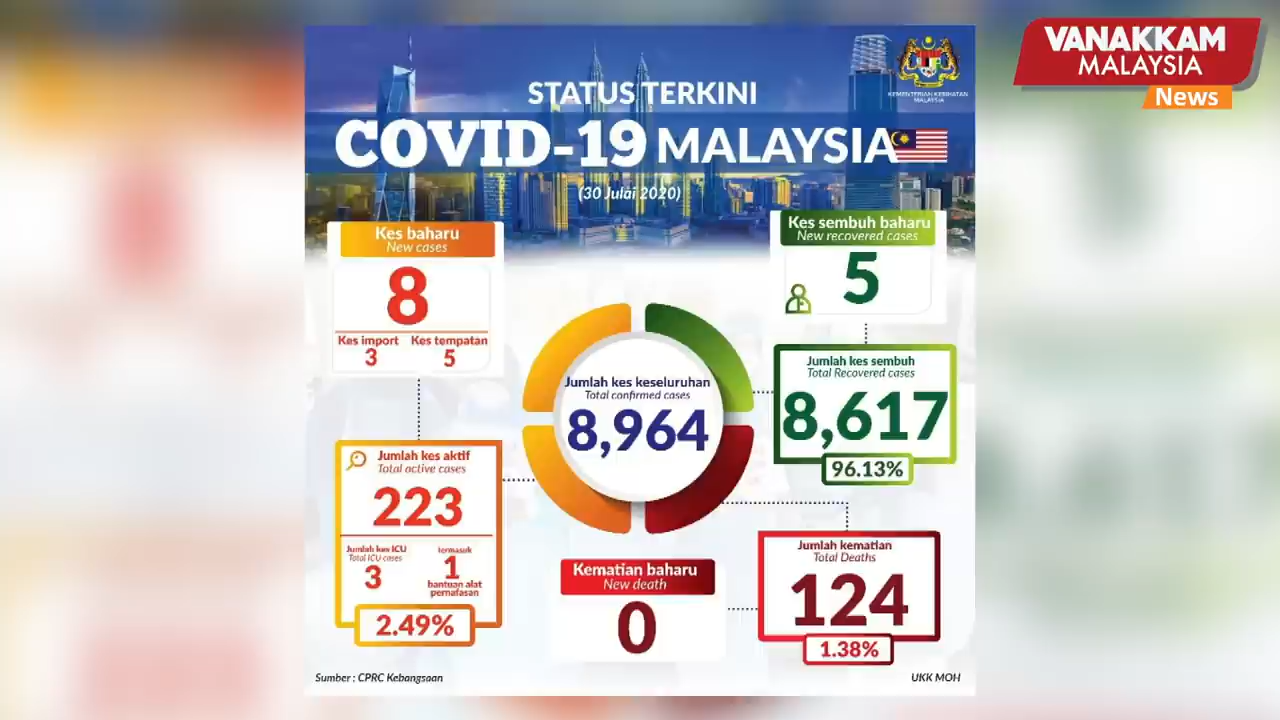 VANAKKAM
MALAYSIA
News
KEMENTERIAN KESIHATAN
MALAYSIA
STATUS TERKINI
COVID-19 MALAYSIA
(30 Julai 2020)
Kes baharu
New cases
8
Kes import
3
Kes tempatan
5
Kes sembuh baharu
New recovered cases
5
Jumlah kes keseluruhan
Total confirmed cases
8,964
Jumlah kes sembuh
Total Recovered cases
8,617
96.13%
Jumlah kes aktif
Total active cases
223
Jumlah kes ICU
Total ICU cases
3
Termasuk
1
bantuan alat
pernafasan
2.49%
Kematian baharu
New death
0
Jumlah kematian
Total Deaths
124
1.38%
Sumber : CPRC Kebangsaan
UKK MOH